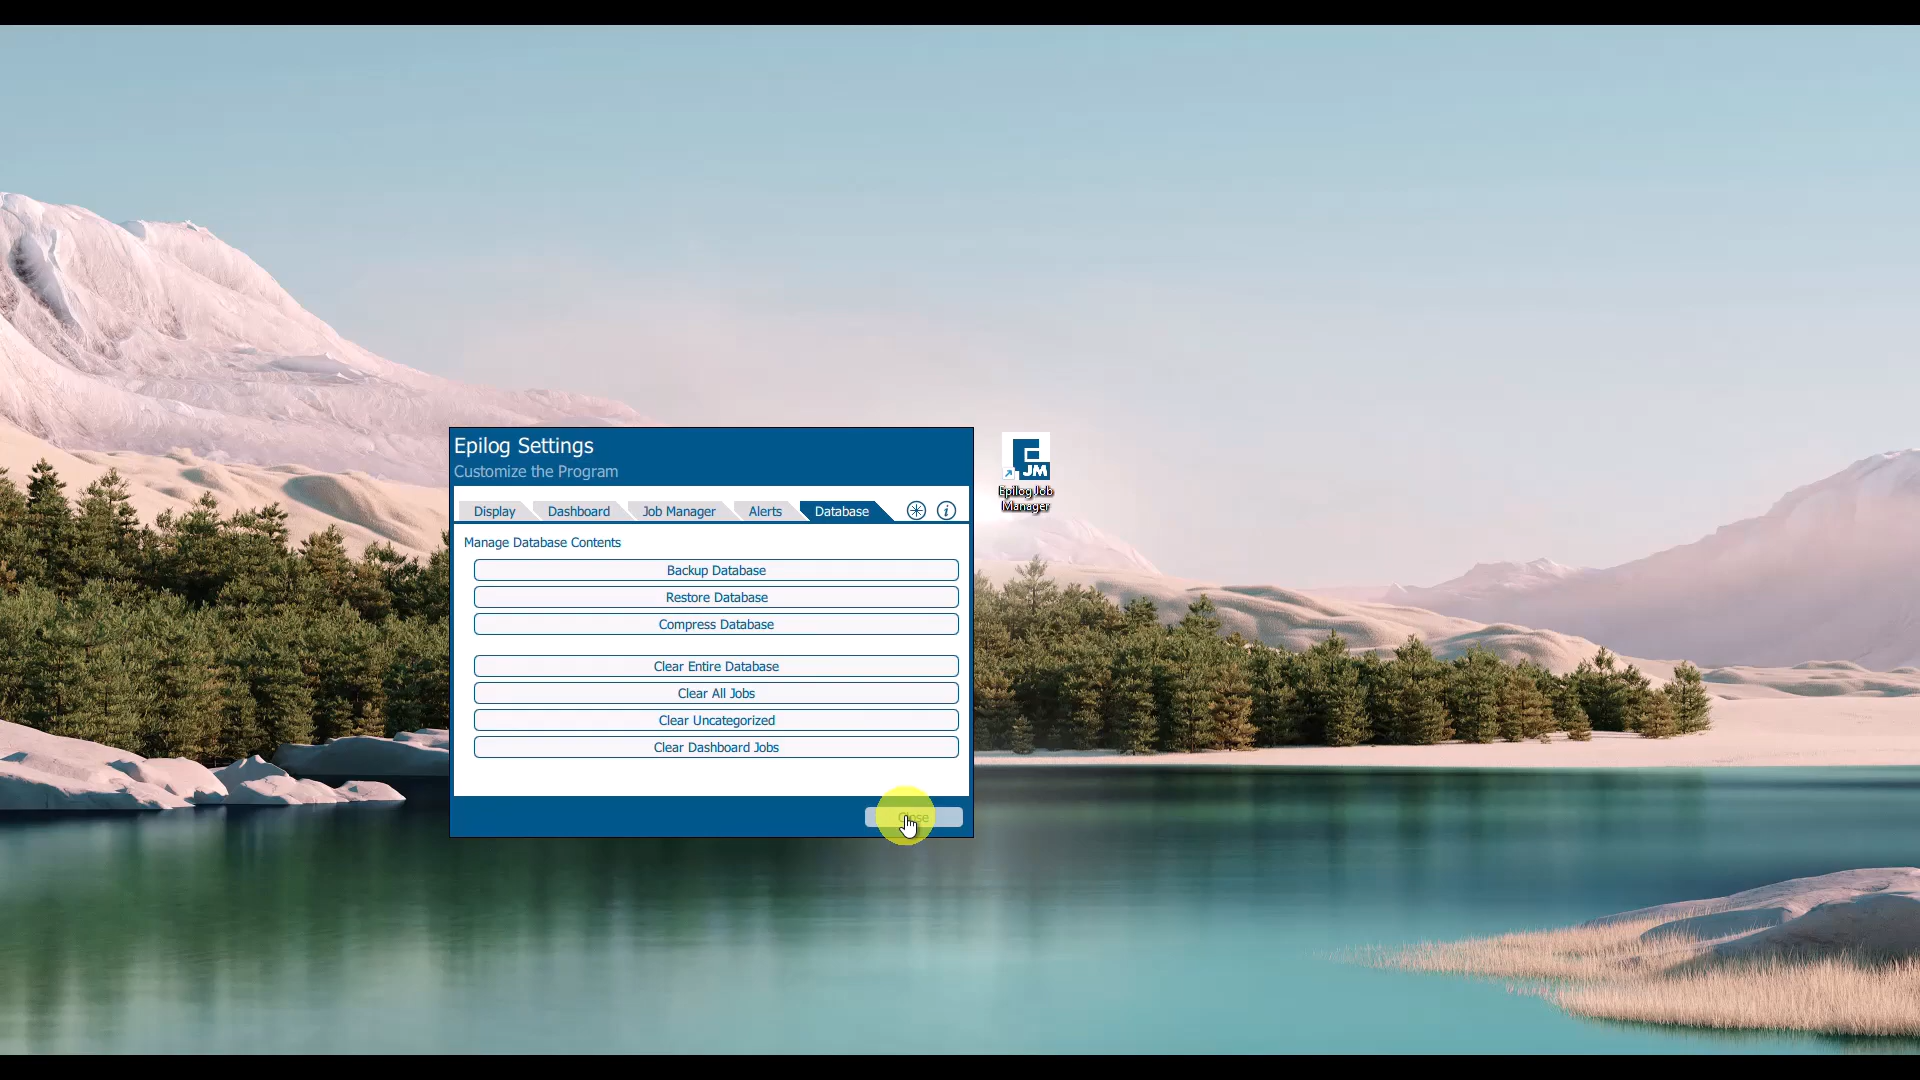 Epilog Settings
Customize the Program
Display
Dashboard
Job Manager
Alerts
Database
Manage Database Contents
Backup Database
Restore Database
Compress Database
Clear Entire Database
Clear All Jobs
Clear Uncategorized
Clear Dashboard Jobs
Close
JM
Epilog Job
Manager